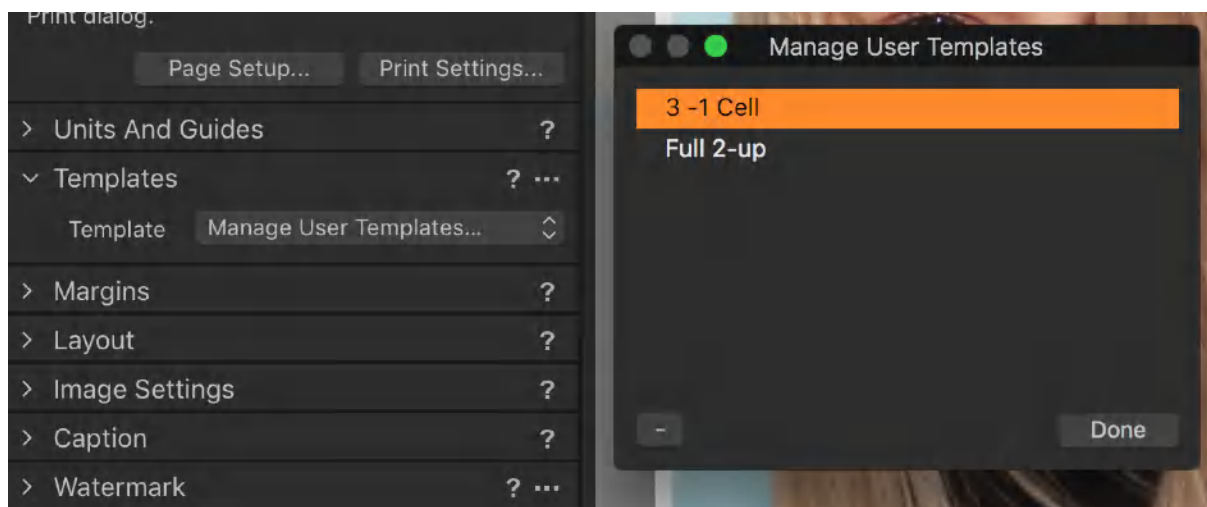 Print dialog.
Page Setup...
Print Settings...
> Units And Guides ?
Templates ? ...
Template Manage User Templates...
> Margins ?
> Layout ?
> Image Settings ?
> Caption ?
> Watermark ? ...
Manage User Templates
3 -1 Cell
Full 2-up
-
Done